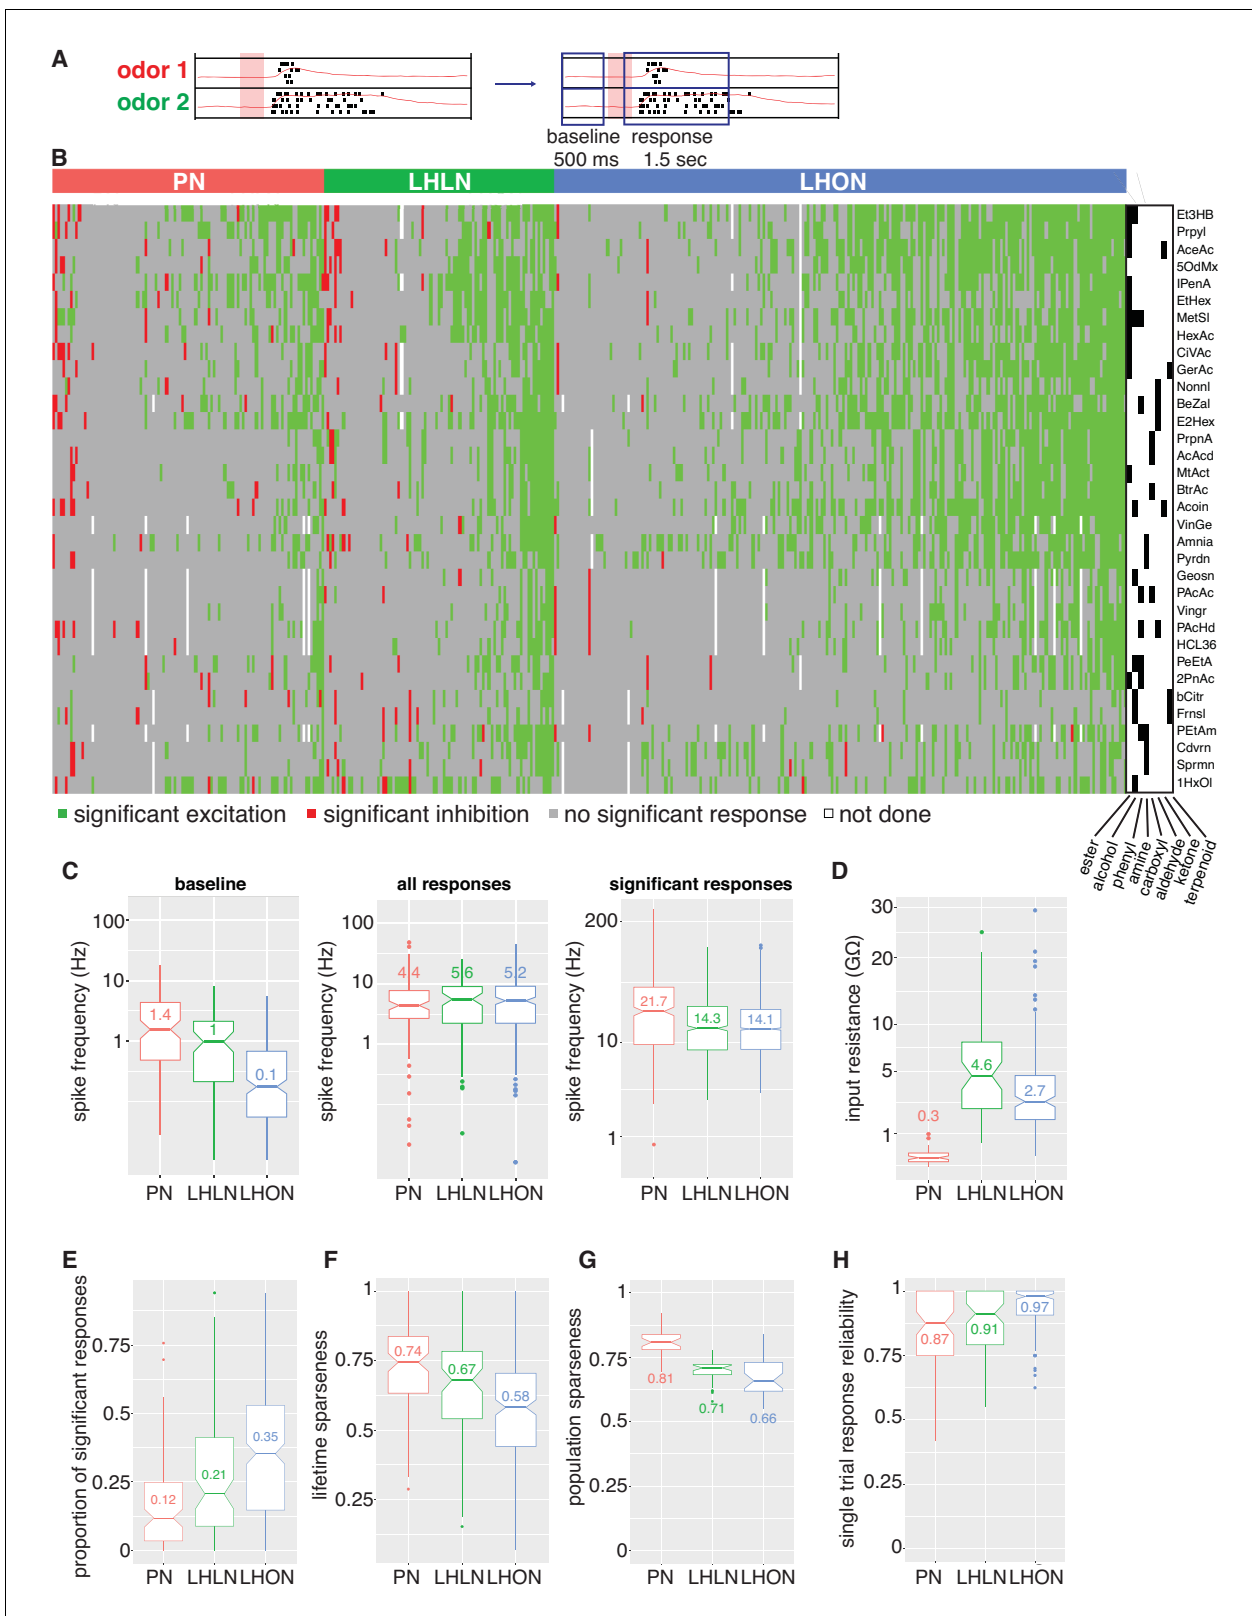 A
odor 1
odor 2
baseline response
500 ms 1.5 sec
B
PN LHLN LHON
Et3HB
Prpyl
AceAc
5OdMx
IPenA
EtHex
MetSl
HexAc
CiVAc
GerAc
Nonnl
BeZal
E2Hex
PrpnA
AcAcd
MtAct
BtrAc
Acoin
VinGe
Amnia
Pyrdn
Geosn
PAcAc
Vingr
PAcHd
HCL36
PeEtA
2PnAc
bCitr
Frnsl
PEtAm
Cdvrn
Sprmn
1HxOl
significant excitation significant inhibition no significant response not done
ester
alcohol
phenyl
amine
carboxyl
aldehyde
ketone
terpenoid
C
baseline
spike frequency (Hz)
100
10
1
1.4
1
0.1
PN LHLN LHON
all responses
spike frequency (Hz)
100
10
1
4.4
5.6
5.2
PN LHLN LHON
significant responses
spike frequency (Hz)
200
10
1
21.7
14.3
14.1
PN LHLN LHON
D
input resistance (GΩ)
30
20
10
5
1
0.3
4.6
2.7
PN LHLN LHON
E
proportion of significant responses
0.75
0.5
0.25
0
0.12
0.21
0.35
PN LHLN LHON
F
lifetime sparseness
1
0.75
0.5
0.25
0.74
0.67
0.58
PN LHLN LHON
G
population sparseness
1
0.75
0.5
0.25
0
0.81
0.71
0.66
PN LHLN LHON
H
single trial response reliability
1
0.75
0.5
0.25
0
0.87
0.91
0.97
PN LHLN LHON